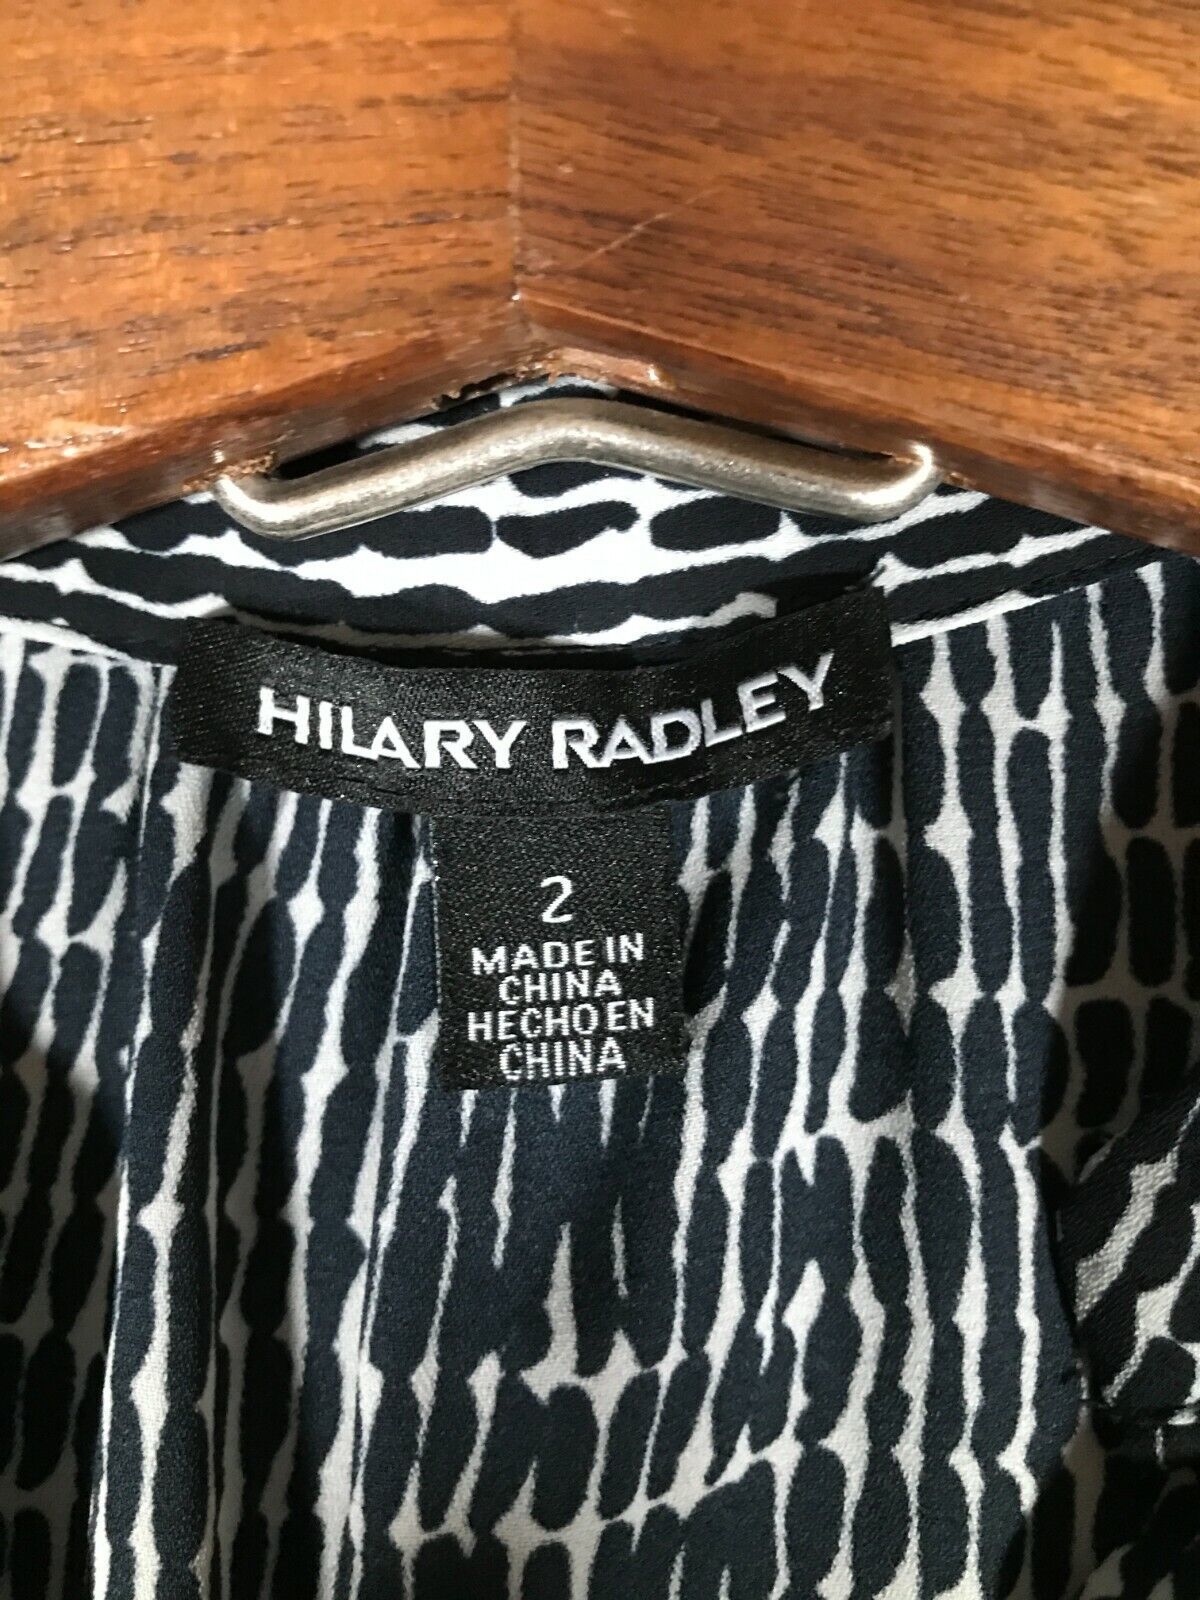 HILARY RADLEY
2
MADE IN
CHINA
HECHO EN
CHINA